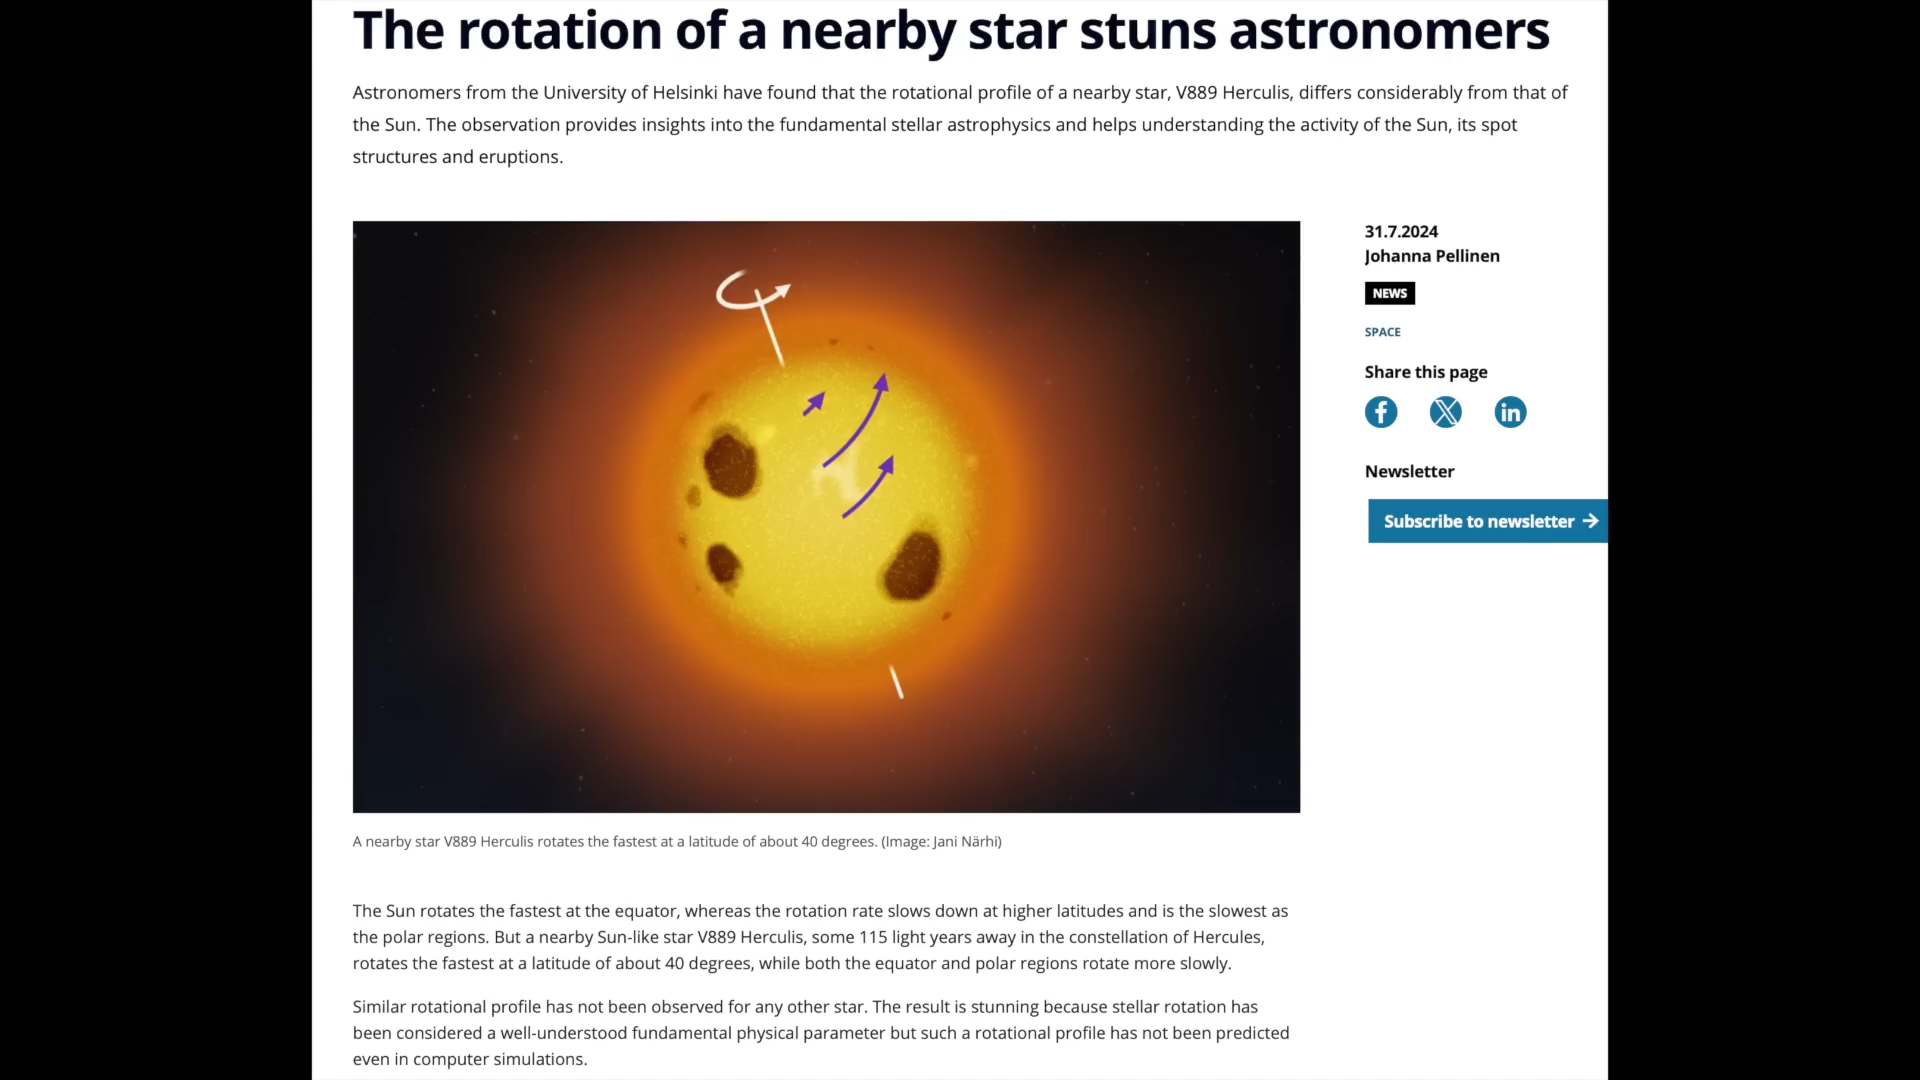 The rotation of a nearby star stuns astronomers
Astronomers from the University of Helsinki have found that the rotational profile of a nearby star, V889 Herculis, differs considerably from that of
the Sun. The observation provides insights into the fundamental stellar astrophysics and helps understanding the activity of the Sun, its spot
structures and eruptions.
31.7.2024
Johanna Pellinen
NEWS
SPACE
Share this page
Newsletter
Subscribe to newsletter
A nearby star V889 Herculis rotates the fastest at a latitude of about 40 degrees. (Image: Jani Närhi)
The Sun rotates the fastest at the equator, whereas the rotation rate slows down at higher latitudes and is the slowest as
the polar regions. But a nearby Sun-like star V889 Herculis, some 115 light years away in the constellation of Hercules,
rotates the fastest at a latitude of about 40 degrees, while both the equator and polar regions rotate more slowly.
Similar rotational profile has not been observed for any other star. The result is stunning because stellar rotation has
been considered a well-understood fundamental physical parameter but such a rotational profile has not been predicted
even in computer simulations.